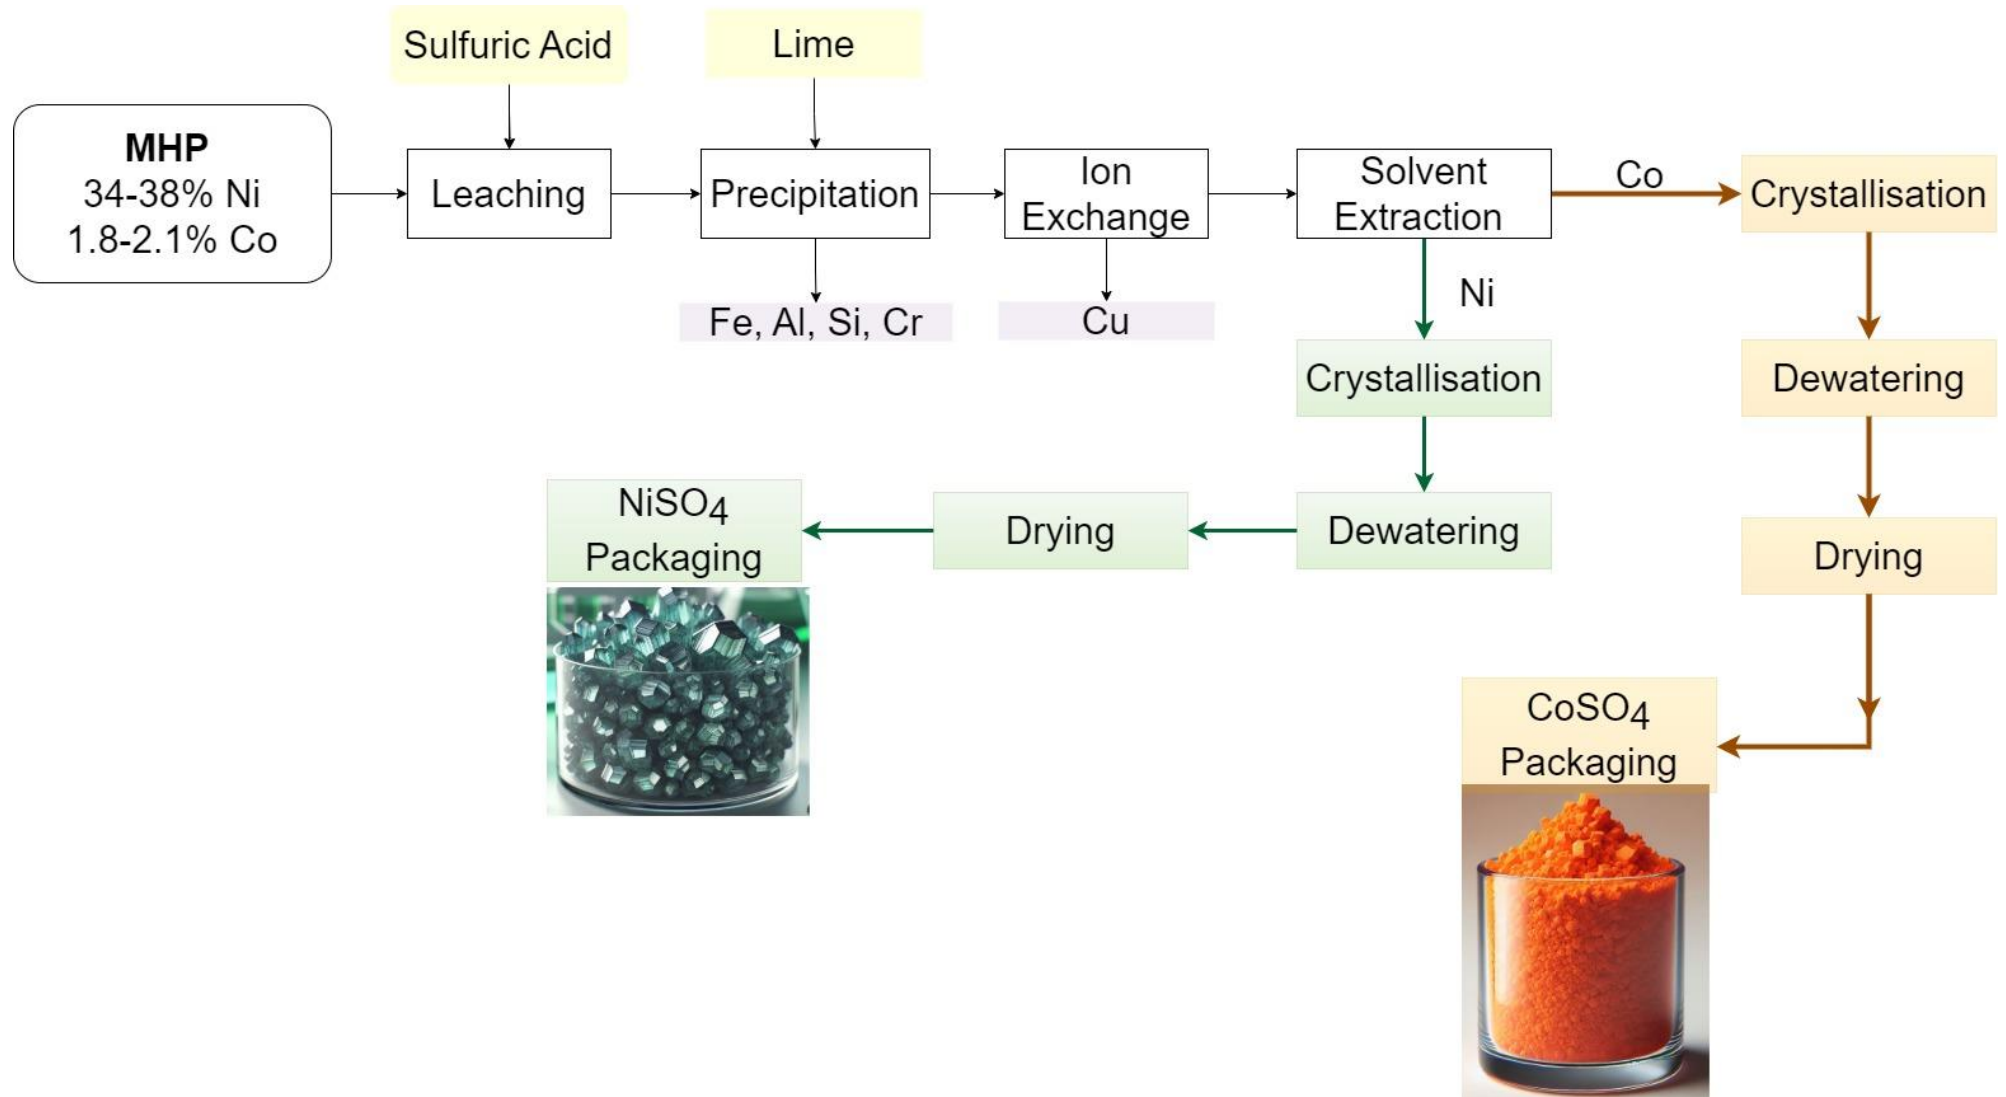 Sulfuric Acid
Lime
MHP
34-38% Ni
1.8-2.1% Co
Leaching
Precipitation
Ion
Exchange
Solvent
Extraction
Co
Crystallisation
Fe, Al, Si, Cr
Cu
Ni
Crystallisation
Dewatering
NiSO4
Packaging
Drying
Dewatering
Drying
CoSO4
Packaging